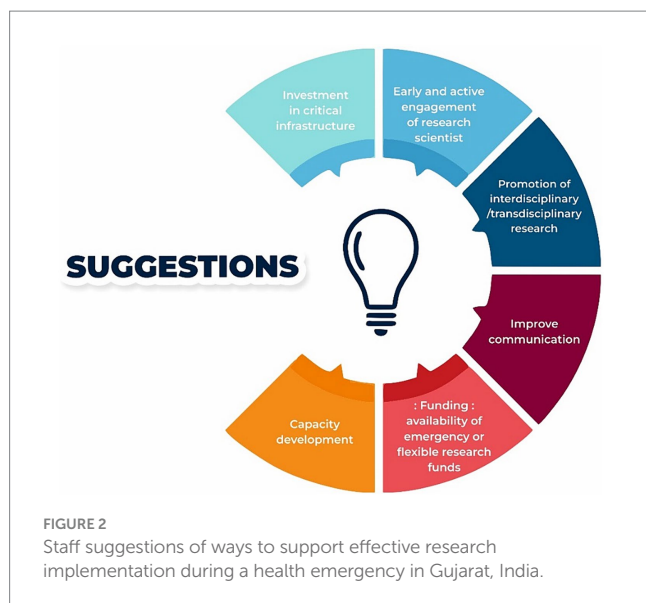 Investment
in critical
infrastructure
Early and active
engagement
of research
scientist
Promotion of
interdisciplinary
/transdisciplinary
research
SUGGESTIONS
Improve
communication
Capacity
development
: Funding :
availability of
emergency or
flexible research
funds
FIGURE 2
Staff suggestions of ways to support effective research
implementation during a health emergency in Gujarat, India.